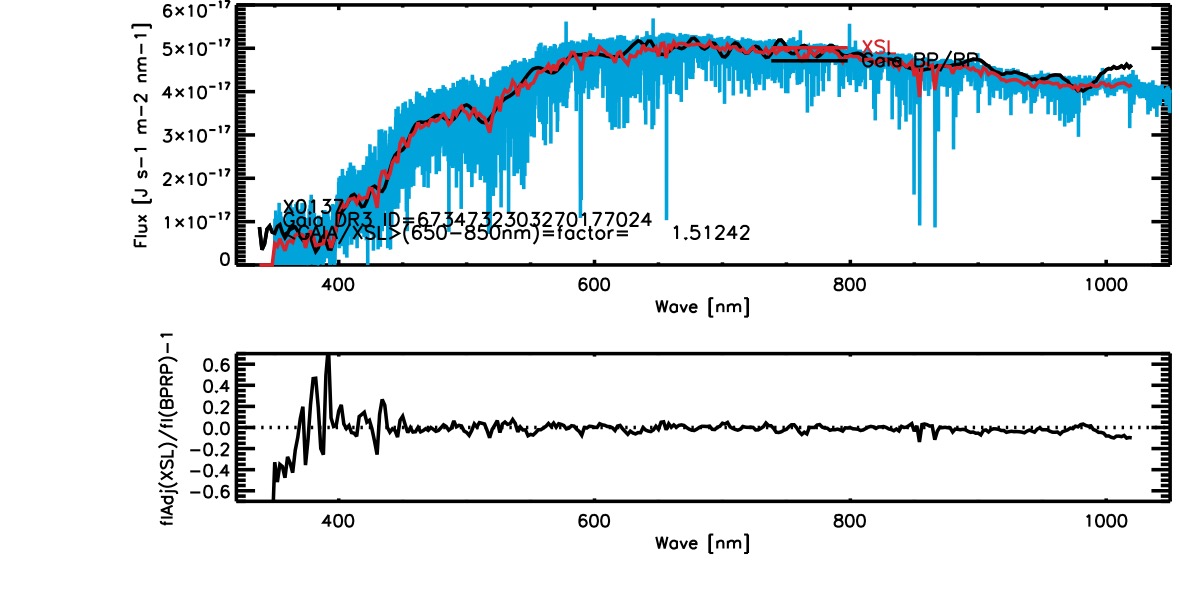 6×10−17
5×10−17
4×10−17
3×10−17
2×10−17
1×10−17
0
Flux [J s−1 m−2 nm−1]
XSL
Gaia BP/RP
X0137
Gaia DR3 ID=6734732303270177024
<GAIA/XSL>(650−850nm)=factor= 1.51242
400 600 800 1000
Wave [nm]
0.6
0.4
0.2
0.0
−0.2
−0.4
−0.6
flAdj(XSL)/fl(BPRP)−1
400 600 800 1000
Wave [nm]